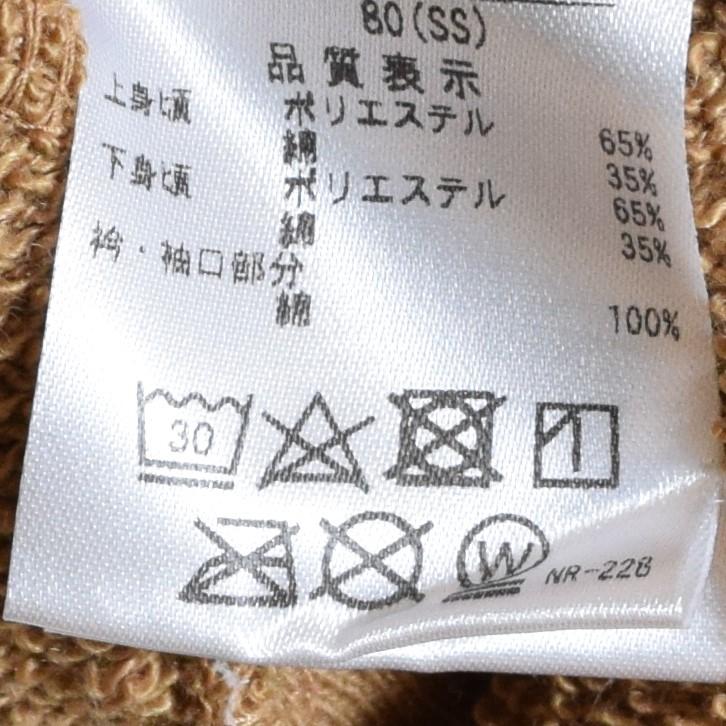 80(SS)
品質表示
上身頃 ポリエステル 65%
綿 35%
下身頃 ポリエステル 65%
綿 35%
衿・袖口部分
綿 100%
30
W NR-228